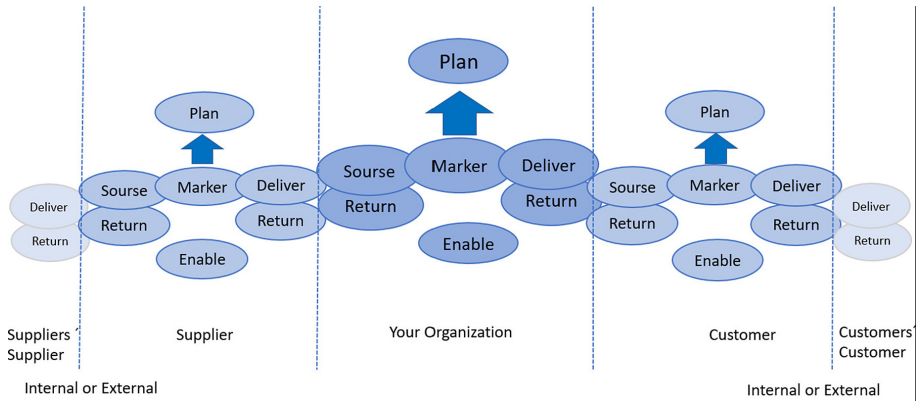 Plan
Plan
Plan
Sourse
Marker
Deliver
Return
Return
Enable
Sourse
Marker
Deliver
Return
Return
Enable
Sourse
Marker
Deliver
Return
Return
Enable
Deliver
Return
Deliver
Return
Suppliers´
Supplier
Supplier
Your Organization
Customer
Customers´
Customer
Internal or External
Internal or External